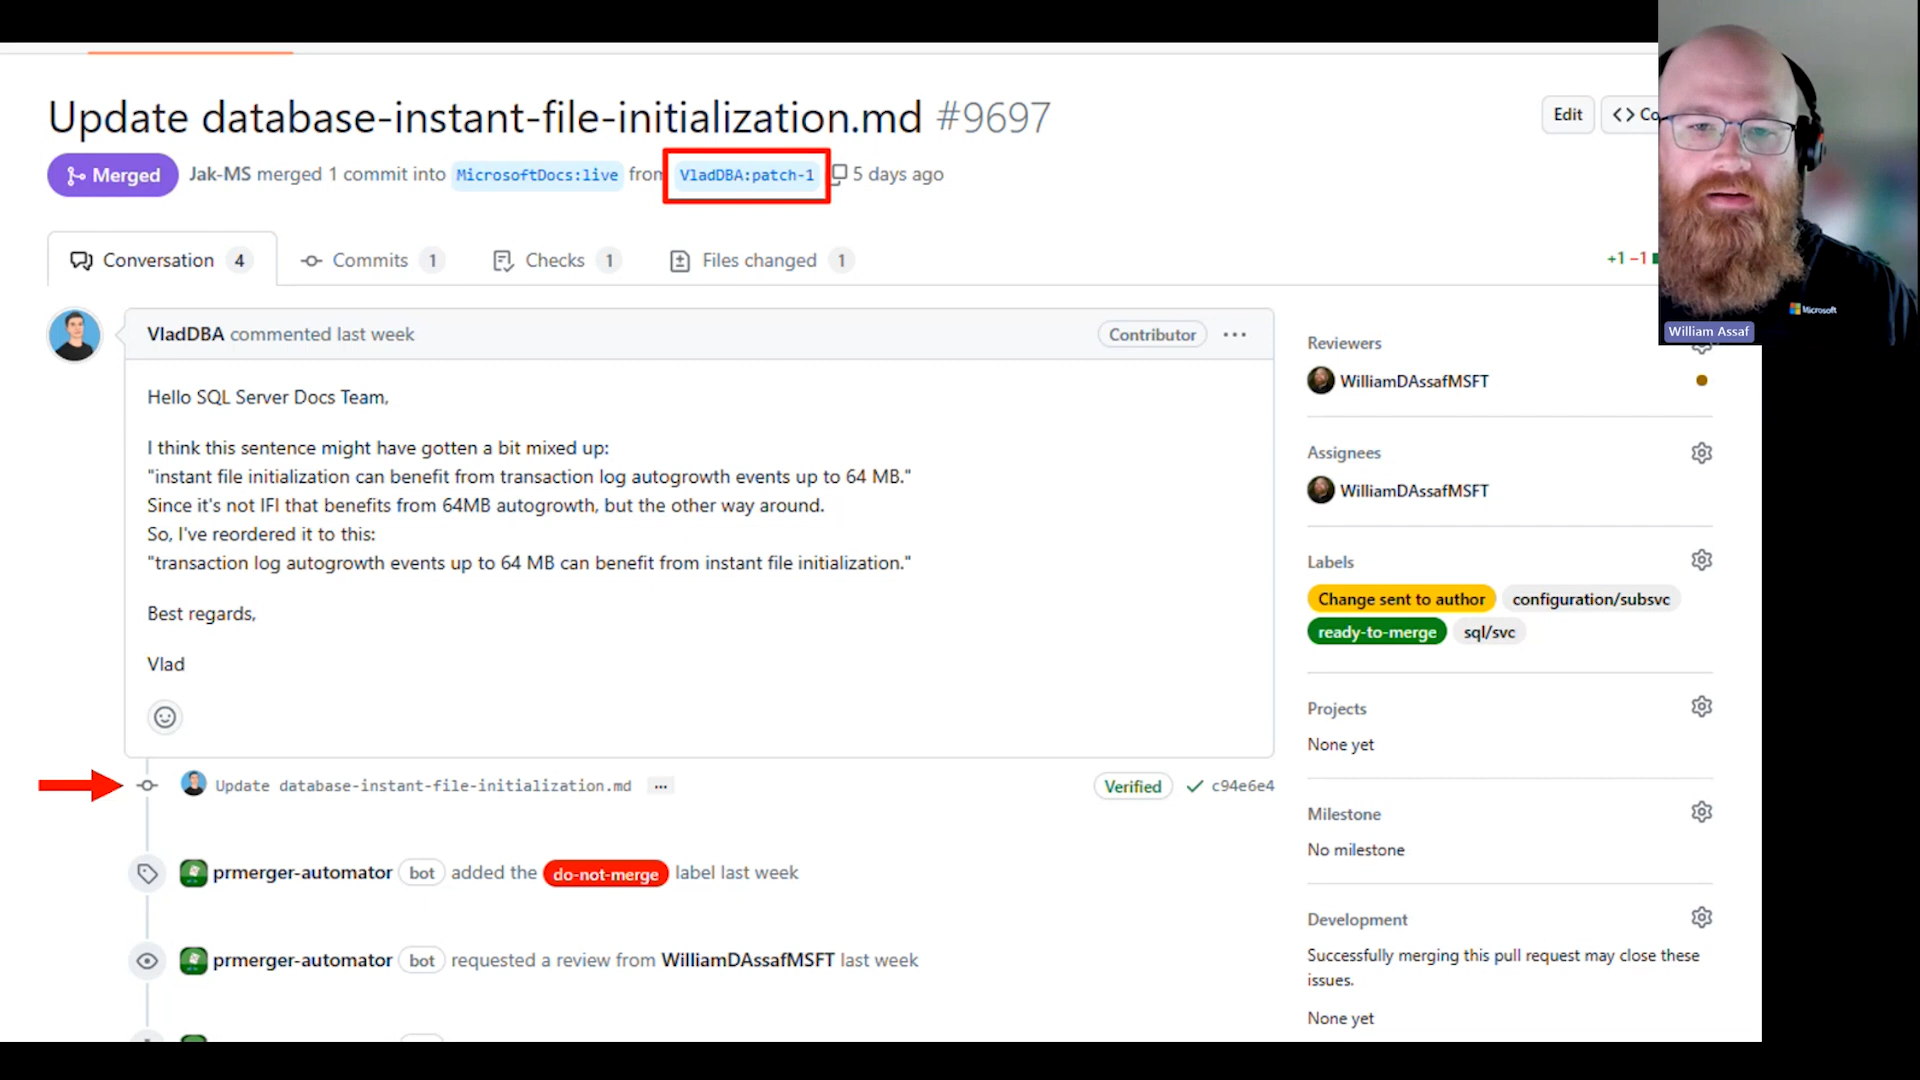 Update database-instant-file-initialization.md #9697
Edit
<> Co
Merged
Jak-MS merged 1 commit into MicrosoftDocs:live from VladDBA:patch-1 5 days ago
Conversation 4
Commits 1
Checks 1
Files changed 1
+1 −1
Microsoft
William Assaf
VladDBA commented last week
Contributor
Hello SQL Server Docs Team,
I think this sentence might have gotten a bit mixed up:
"instant file initialization can benefit from transaction log autogrowth events up to 64 MB."
Since it's not IFI that benefits from 64MB autogrowth, but the other way around.
So, I've reordered it to this:
"transaction log autogrowth events up to 64 MB can benefit from instant file initialization."
Best regards,
Vlad
Update database-instant-file-initialization.md ...
Verified
c94e6e4
prmerger-automator bot added the do-not-merge label last week
prmerger-automator bot requested a review from WilliamDAssafMSFT last week
Reviewers
WilliamDAssafMSFT
Assignees
WilliamDAssafMSFT
Labels
Change sent to author configuration/subsvc
ready-to-merge sql/svc
Projects
None yet
Milestone
No milestone
Development
Successfully merging this pull request may close these
issues.
None yet